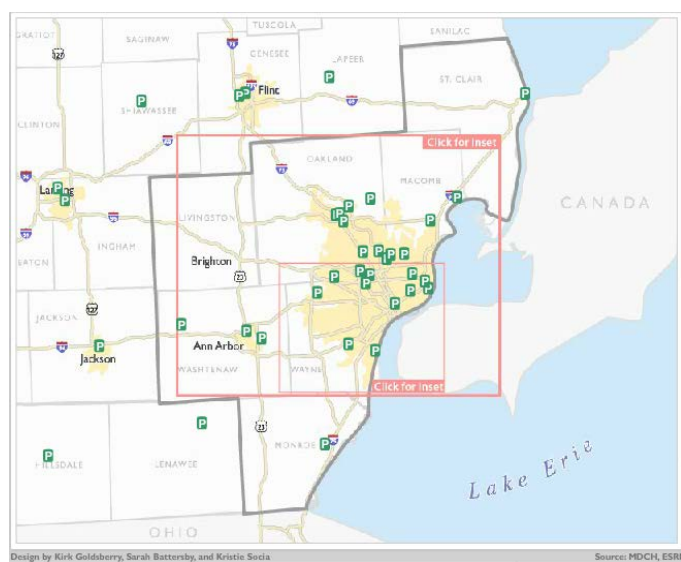 TUSCOLA
SANILAC
GRATIOT
SAGINAW
GENESEE
LAPEER
ST. CLAIR
Flint
SHIAWASSEE
CLINTON
Click for Inset
OAKLAND
MACOMB
CANADA
Lansing
LIVINGSTON
INGHAM
EATON
Brighton
JACKSON
Ann Arbor
Jackson
WASHTENAW
WAYNE
Click for Inset
MONROE
HILLSDALE
LENAWEE
Lake Erie
OHIO
Design by Kirk Goldsberry, Sarah Battersby, and Kristie Socia
Source: MDCH, ESRI